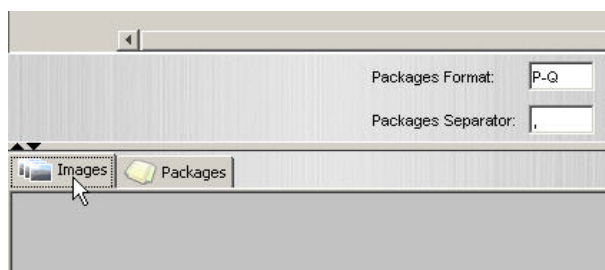 Packages Format: P-Q
Packages Separator: ,
Images Packages